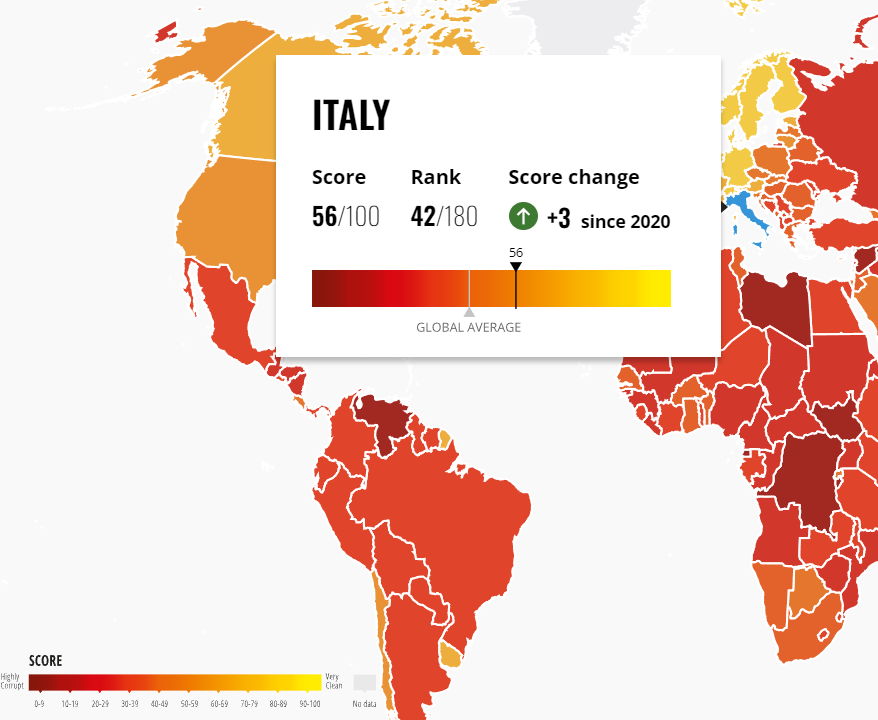 ITALY
Score Rank Score change
56/100 42/180 +3 since 2020
56
GLOBAL AVERAGE
SCORE
Highly Corrupt
Very Clean
0-9 10-19 20-29 30-39 40-49 50-59 60-69 70-79 80-89 90-100 No data